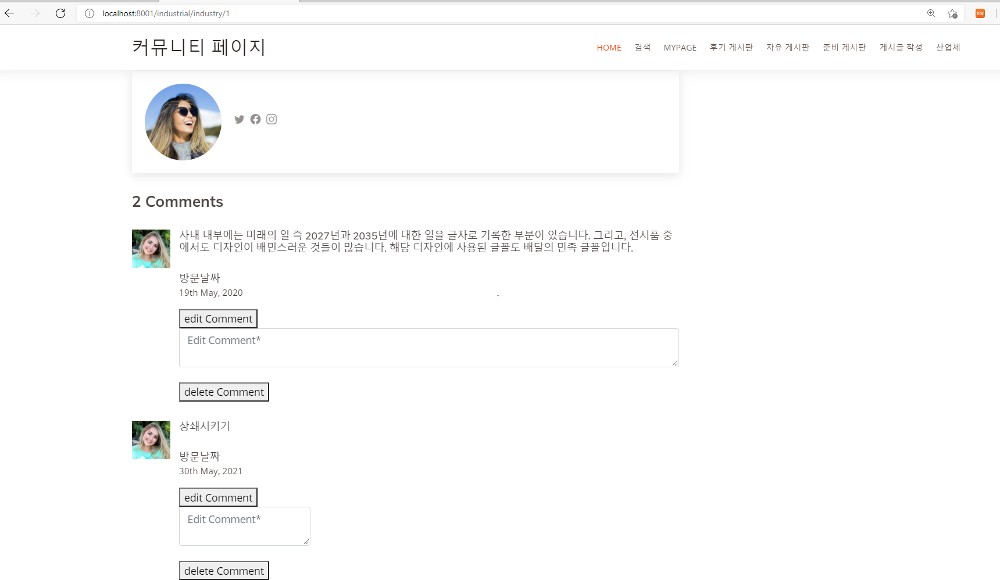 localhost:8001/industrial/industry/1
커뮤니티 페이지
HOME 검색 MYPAGE 후기 게시판 자유 게시판 준비 게시판 게시글 작성 산업체
2 Comments
사내 내부에는 미래의 일 즉 2027년과 2035년에 대한 일을 글자로 기록한 부분이 있습니다. 그리고, 전시품 중
에서도 디자인이 배민스러운 것들이 많습니다. 해당 디자인에 사용된 글꼴도 배달의 민족 글꼴입니다.
방문날짜
19th May, 2020
edit Comment
Edit Comment*
delete Comment
상쇄시키기
방문날짜
30th May, 2021
edit Comment
Edit Comment*
delete Comment